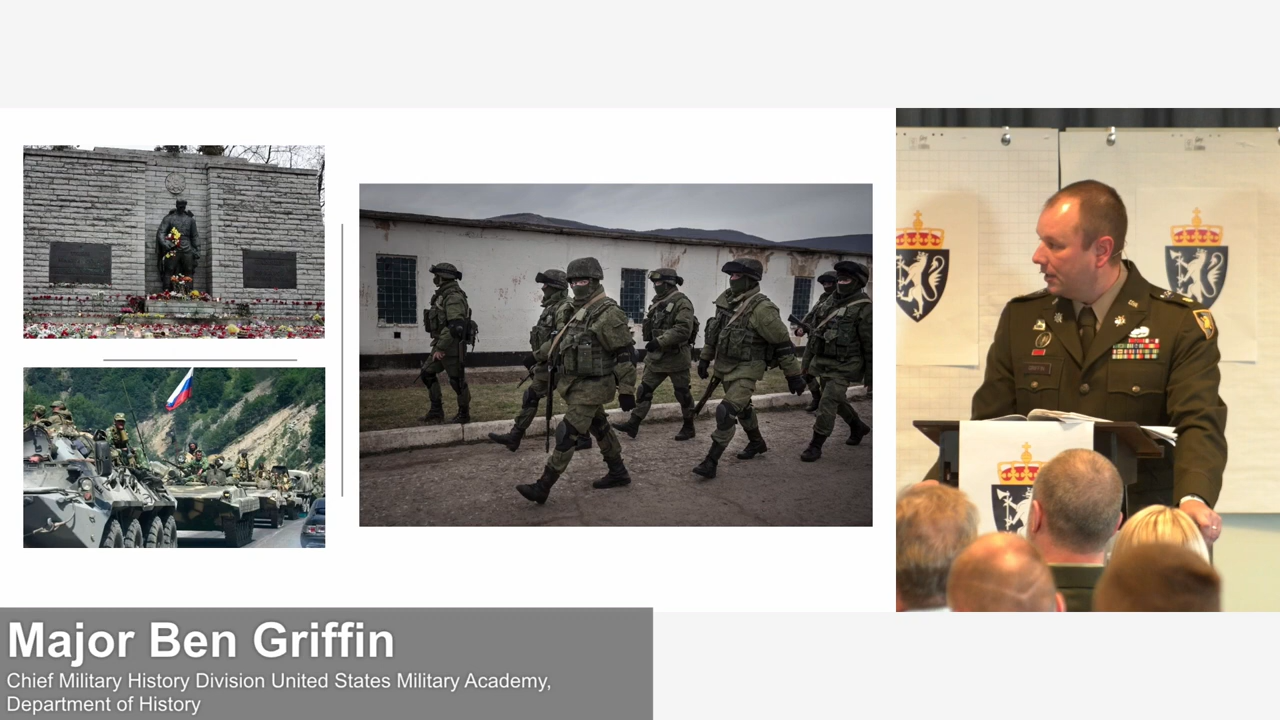 Major Ben Griffin
Chief Military History Division United States Military Academy,
Department of History